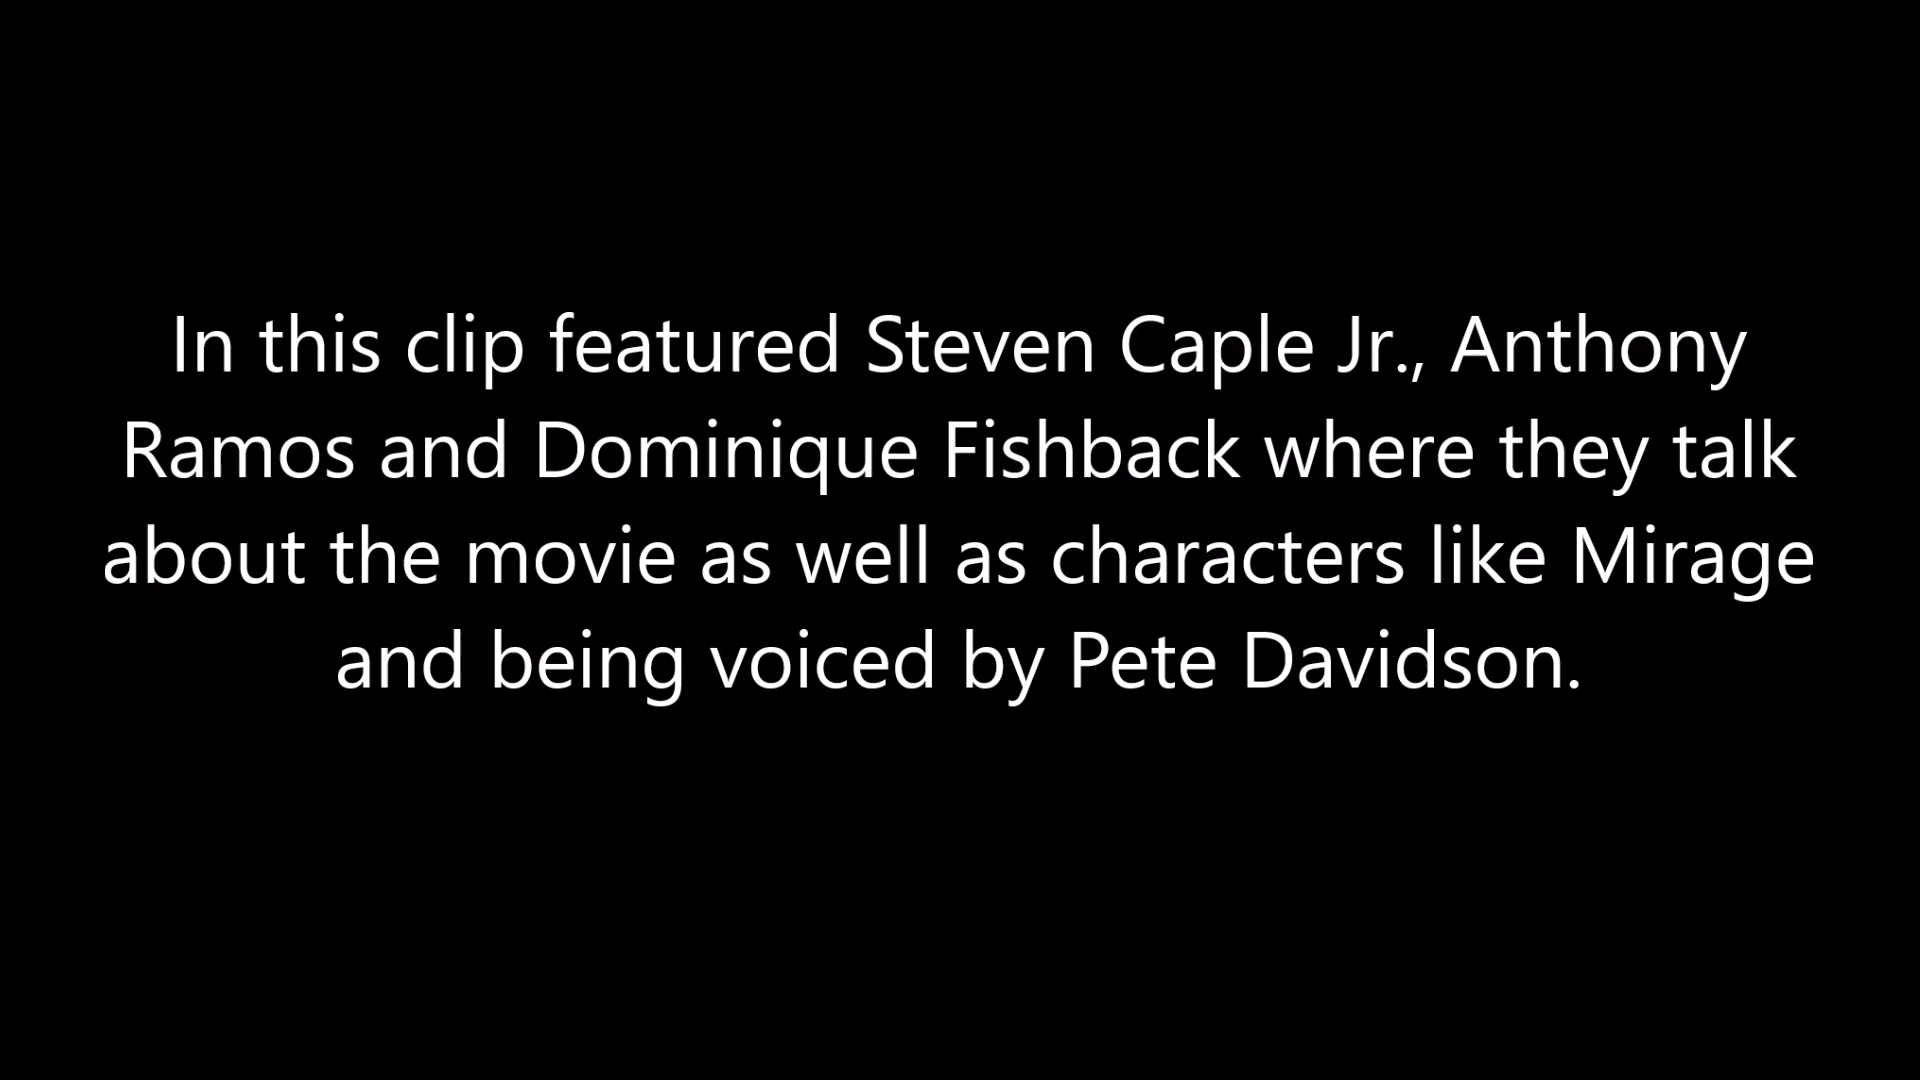 In this clip featured Steven Caple Jr., Anthony
Ramos and Dominique Fishback where they talk
about the movie as well as characters like Mirage
and being voiced by Pete Davidson.